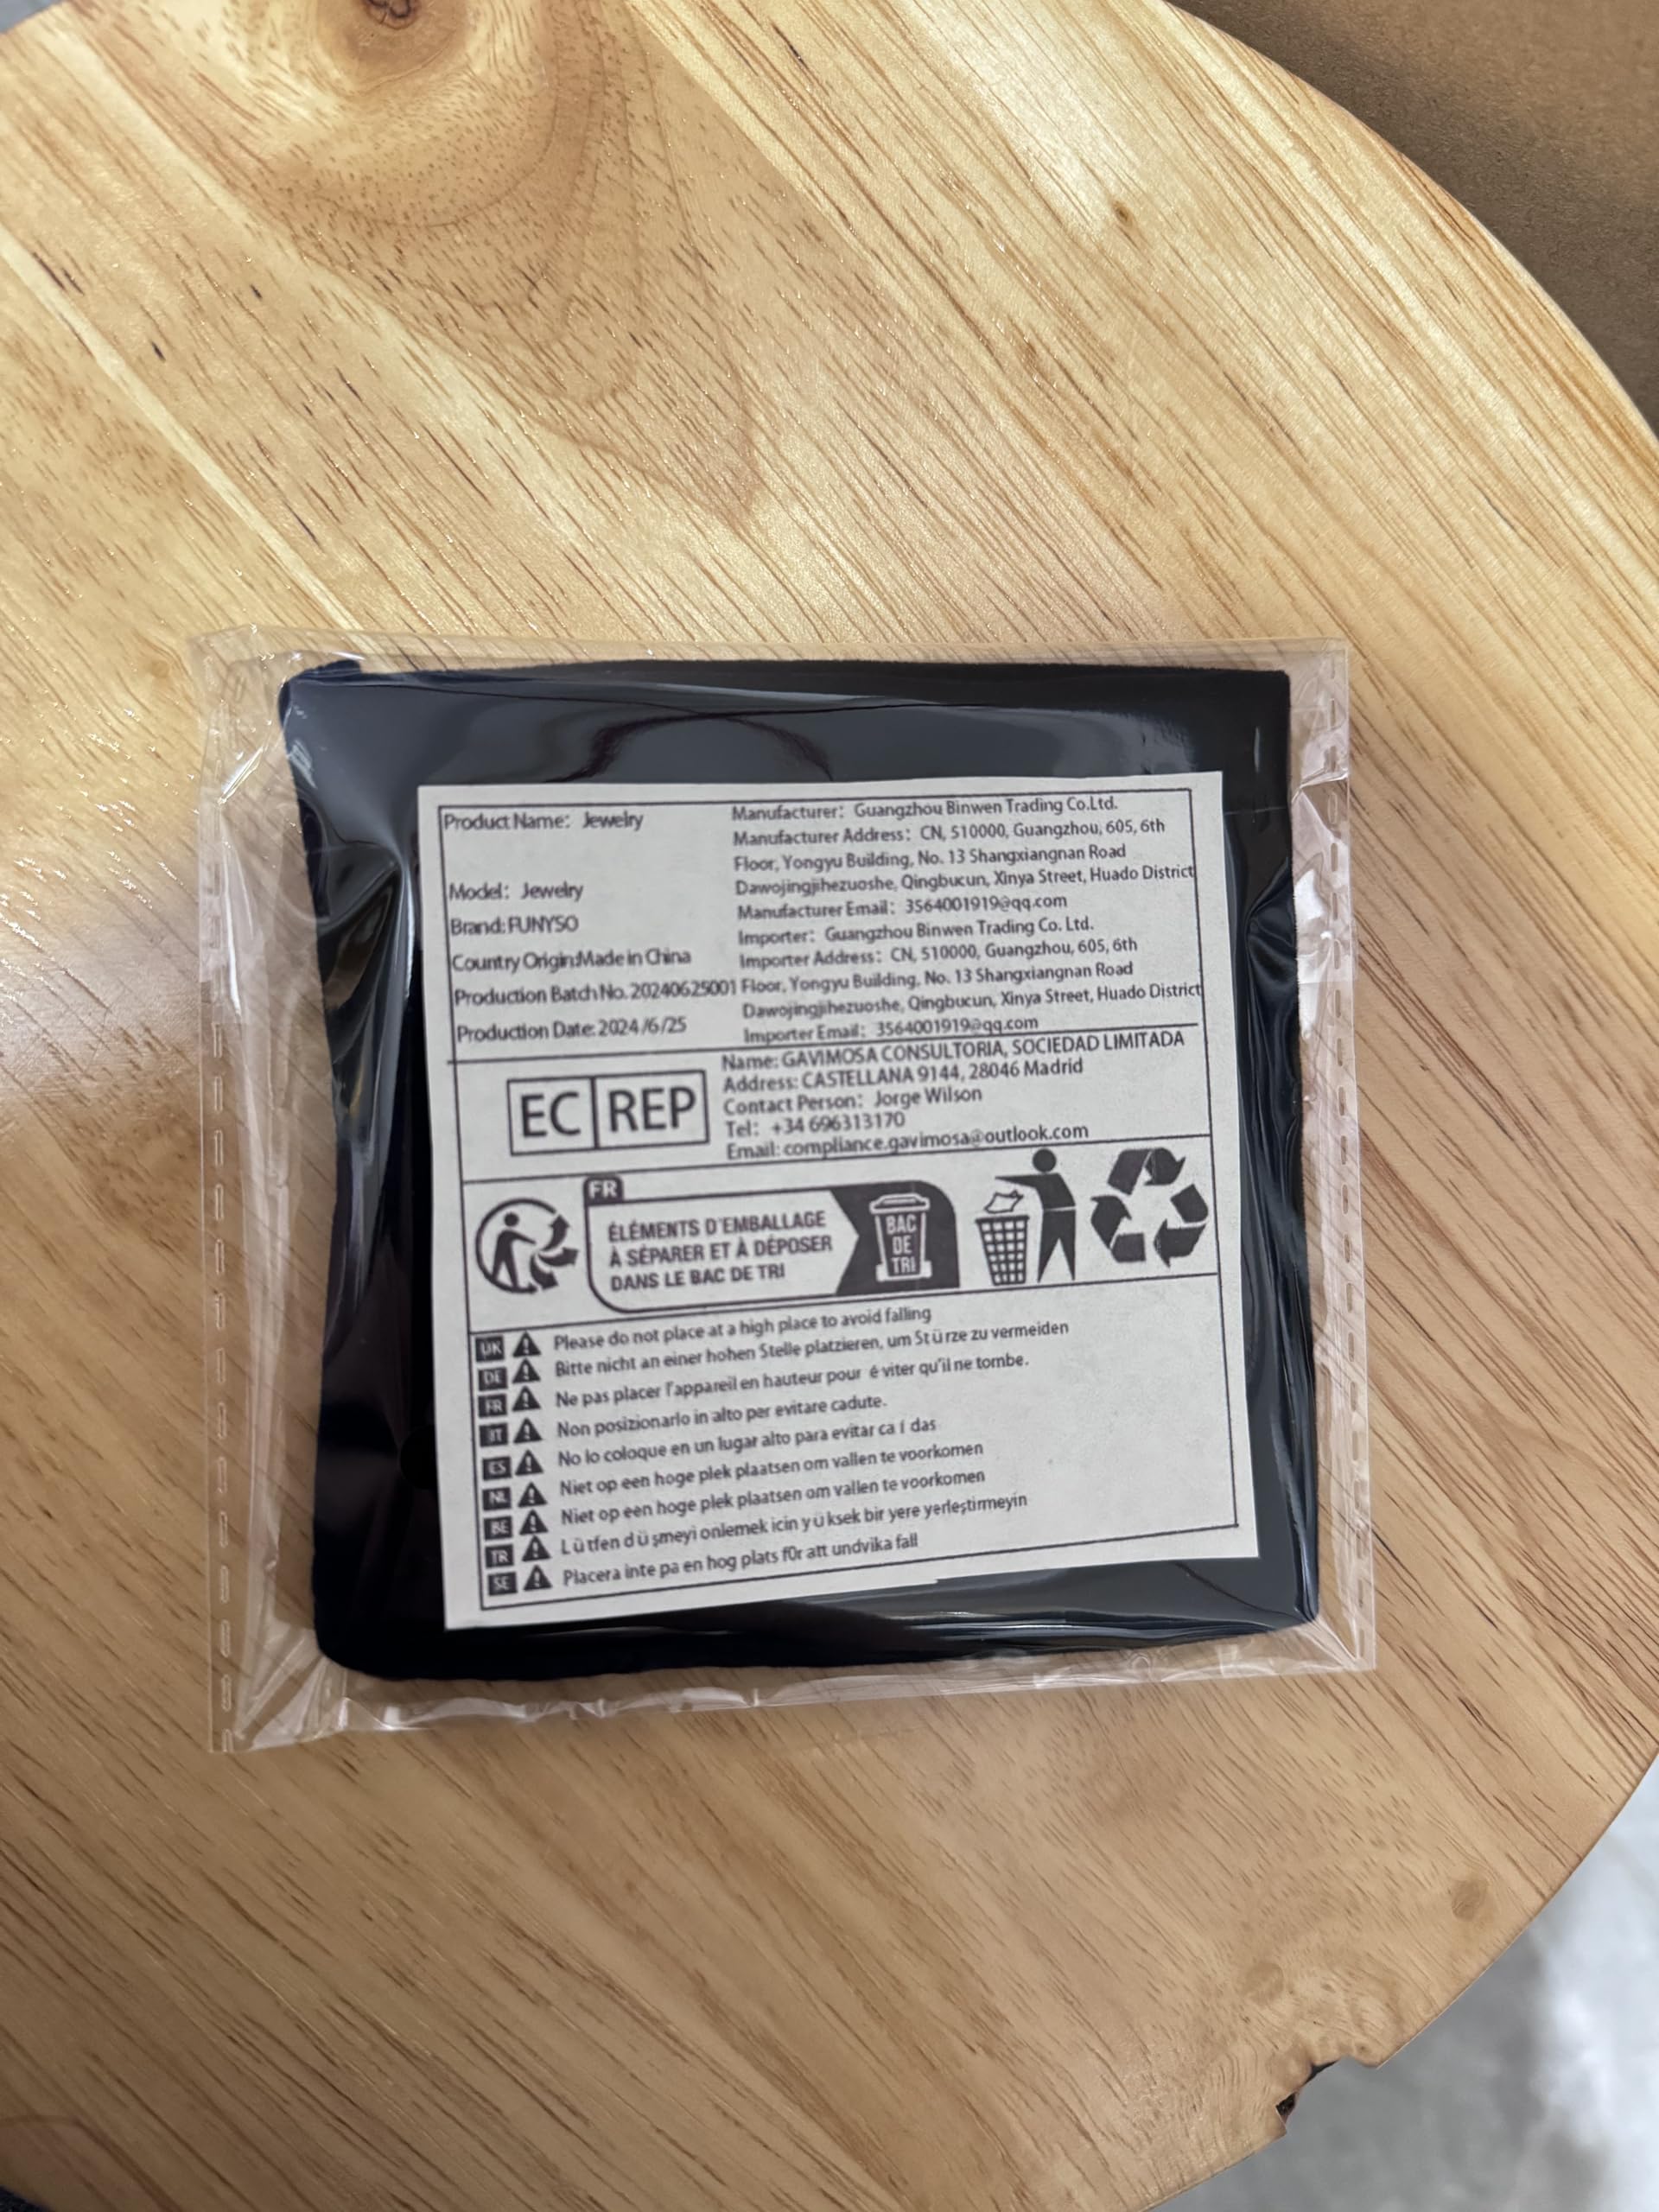 Product Name: Jewelry
Model: Jewelry
Brand:FUNYSO
Country Origin:Made in China
Production Batch No. 20240625001
Production Date: 2024/6/25
Manufacturer: Guangzhou Binwen Trading Co.Ltd.
Manufacturer Address: CN, 510000, Guangzhou, 605, 6th
Floor, Yongyu Building, No. 13 Shangxiangnan Road
Dawojingjihezuoshe, Qingbucun, Xinya Street, Huado District
Manufacturer Email: 3564001919@qq.com
Importer: Guangzhou Binwen Trading Co. Ltd.
Importer Address: CN, 510000, Guangzhou, 605, 6th
Floor, Yongyu Building, No. 13 Shangxiangnan Road
Dawojingjihezuoshe, Qingbucun, Xinya Street, Huado District
Importer Email: 3564001919@qq.com
EC REP
Name: GAVIMOSA CONSULTORIA, SOCIEDAD LIMITADA
Address: CASTELLANA 9144, 28046 Madrid
Contact Person: Jorge Wilson
Tel: +34 696313170
Email: compliance.gavimosa@outlook.com
FR
ÉLÉMENTS D'EMBALLAGE
À SÉPARER ET À DÉPOSER
DANS LE BAC DE TRI
BAC
DE
TRI
UK Please do not place at a high place to avoid falling
DE Bitte nicht an einer hohen Stelle platzieren, um Stürze zu vermeiden
FR Ne pas placer l'appareil en hauteur pour éviter qu'il ne tombe.
IT Non posizionarlo in alto per evitare cadute.
ES No lo coloque en un lugar alto para evitar caídas
NL Niet op een hoge plek plaatsen om vallen te voorkomen
BE Niet op een hoge plek plaatsen om vallen te voorkomen
TR Lütfen düşmeyi onlemek icin yüksek bir yere yerleştirmeyin
SE Placera inte pa en hog plats för att undvika fall